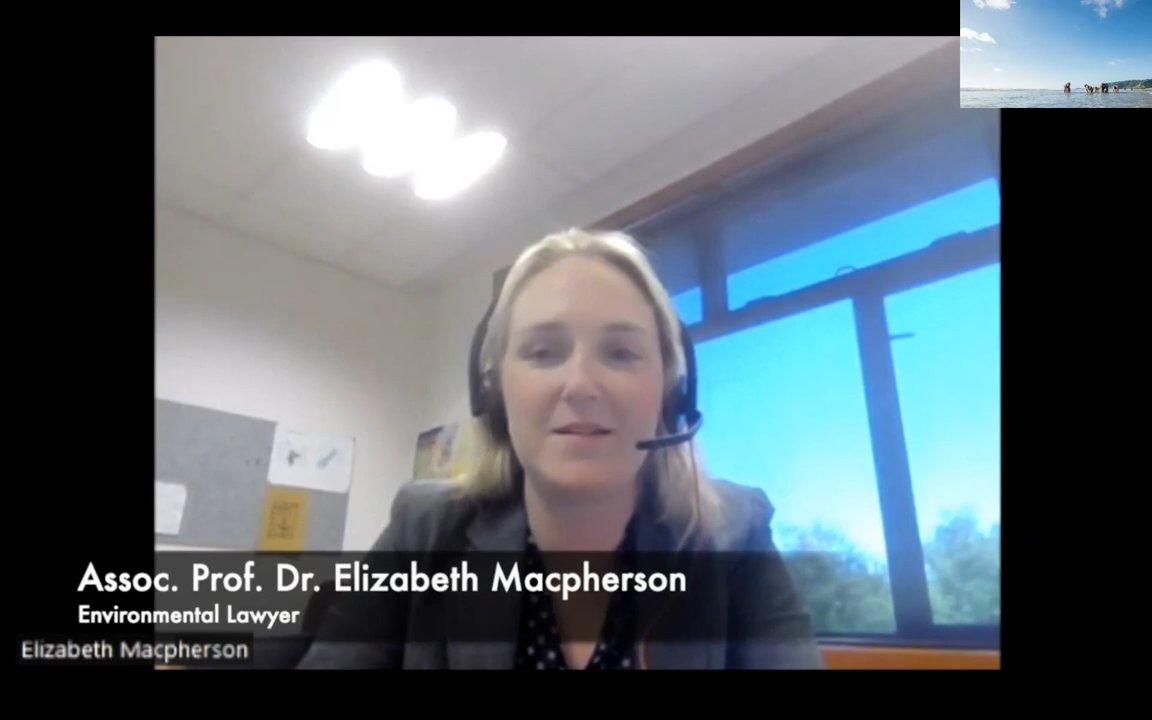 Assoc. Prof. Dr. Elizabeth Macpherson
Environmental Lawyer
Elizabeth Macpherson